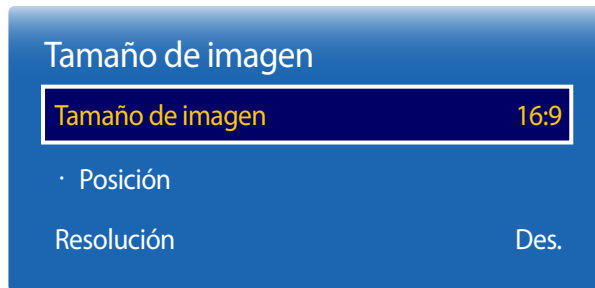 Tamaño de imagen
Tamaño de imagen 16:9
· Posición
Resolución Des.